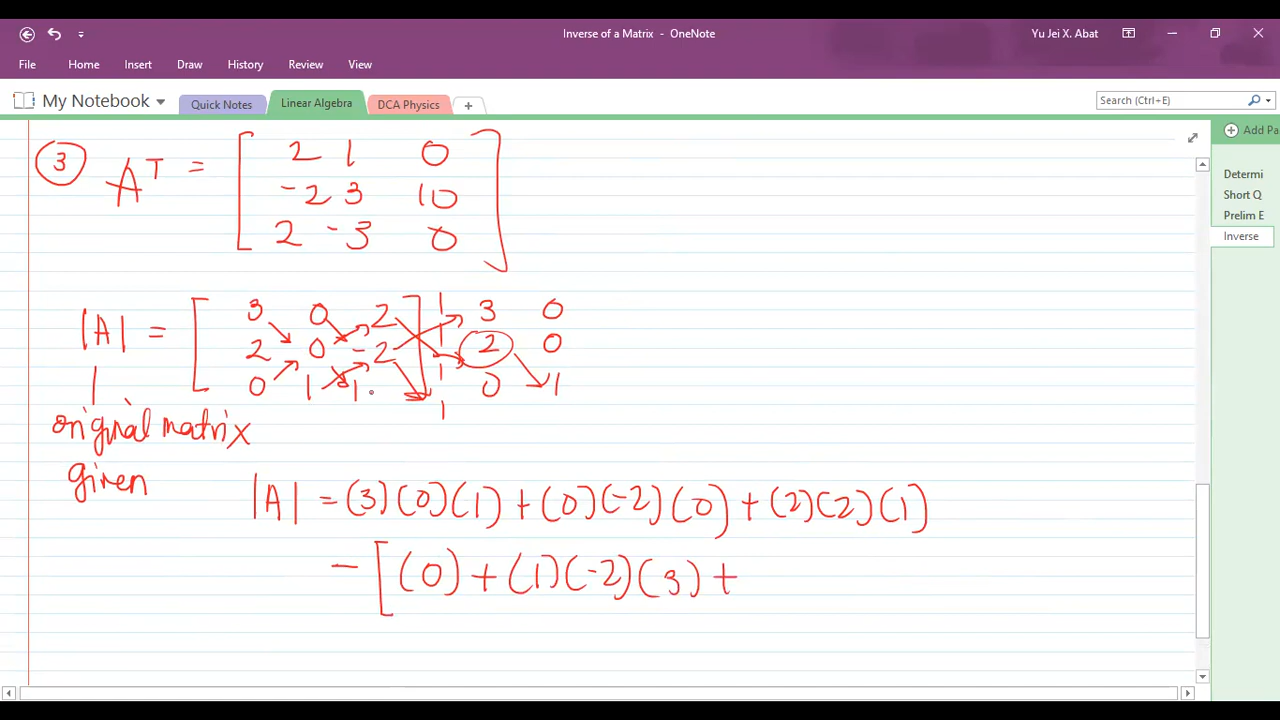 Inverse of a Matrix - OneNote
Yu Jei X. Abat
File Home Insert Draw History Review View
My Notebook Quick Notes Linear Algebra DCA Physics +
Search (Ctrl+E)
Add Pa
Determi
Short Q
Prelim E
Inverse
3 A^T = [ 2 1 0
-2 3 10
2 -3 0 ]
|A| = [ 3 0 2 ] | 3 0
2 0 -2 | 2 0
0 1 1 | 0 1
original matrix
given
|A| = (3)(0)(1) + (0)(-2)(0) + (2)(2)(1)
- [ (0) + (1)(-2)(3) +